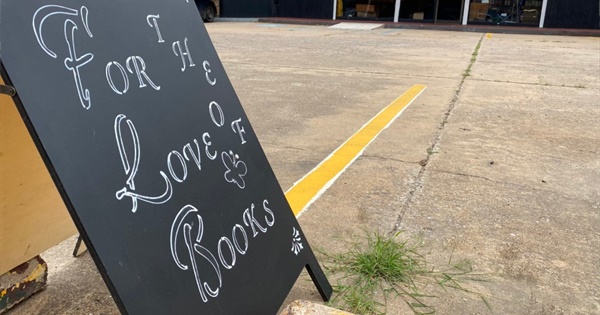 For THE
Love OF
Books